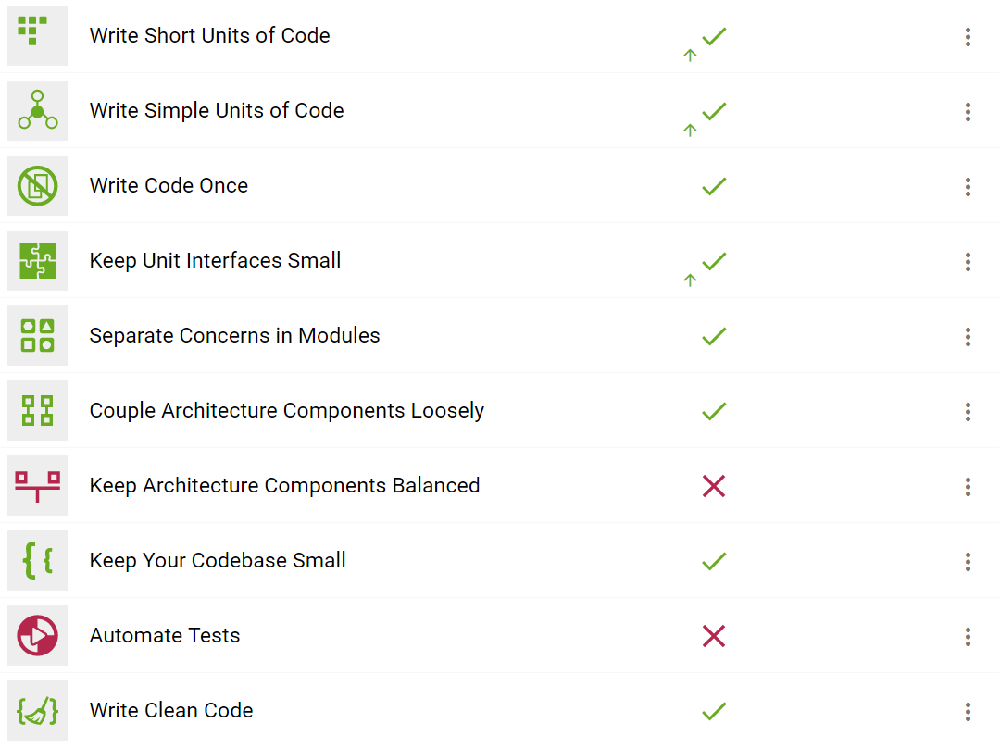 Write Short Units of Code
Write Simple Units of Code
Write Code Once
Keep Unit Interfaces Small
Separate Concerns in Modules
Couple Architecture Components Loosely
Keep Architecture Components Balanced
Keep Your Codebase Small
Automate Tests
Write Clean Code